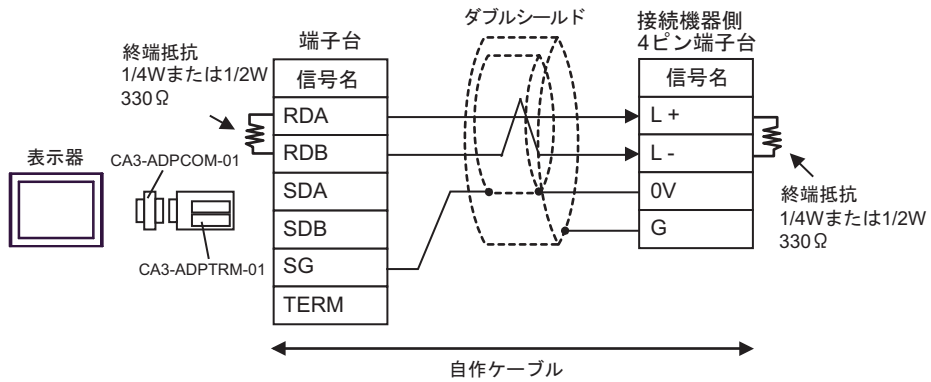 ダブルシールド
接続機器側
4ピン端子台
端子台
終端抵抗
1/4Wまたは1/2W
330Ω
信号名
RDA
RDB
SDA
SDB
SG
TERM
信号名
L +
L -
0V
G
表示器
CA3-ADPCOM-01
CA3-ADPTRM-01
終端抵抗
1/4Wまたは1/2W
330Ω
自作ケーブル